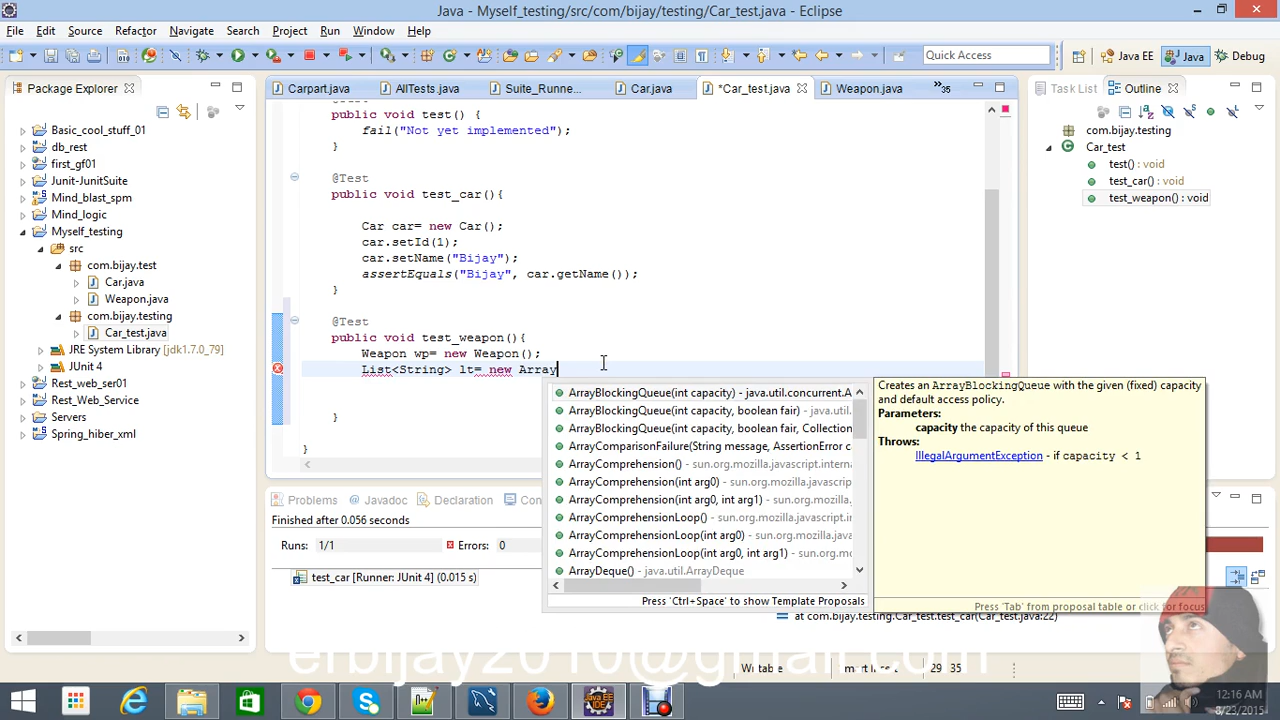 Java - Myself_testing/src/com/bijay/testing/Car_test.java - Eclipse
File Edit Source Refactor Navigate Search Project Run Window Help
Quick Access
Java EE
Java
Debug
Package Explorer
Carpart.java
AllTests.java
Suite_Runne...
Car.java
*Car_test.java
Weapon.java
35
Task List
Outline
Basic_cool_stuff_01
db_rest
first_gf01
Junit-JunitSuite
Mind_blast_spm
Mind_logic
Myself_testing
src
com.bijay.test
Car.java
Weapon.java
com.bijay.testing
Car_test.java
JRE System Library [jdk1.7.0_79]
JUnit 4
Rest_web_ser01
Rest_Web_Service
Servers
Spring_hiber_xml
public void test() {
fail("Not yet implemented");
}
@Test
public void test_car(){
Car car= new Car();
car.setId(1);
car.setName("Bijay");
assertEquals("Bijay", car.getName());
}
@Test
public void test_weapon(){
Weapon wp= new Weapon();
List<String> lt= new Array
}
}
ArrayBlockingQueue(int capacity) - java.util.concurrent.A
ArrayBlockingQueue(int capacity, boolean fair) - java.util.
ArrayBlockingQueue(int capacity, boolean fair, Collection
ArrayComparisonFailure(String message, AssertionError c
ArrayComprehension() - sun.org.mozilla.javascript.interna
ArrayComprehension(int arg0) - sun.org.mozilla.javascript.
ArrayComprehension(int arg0, int arg1) - sun.org.mozilla.
ArrayComprehensionLoop() - sun.org.mozilla.javascript.in
ArrayComprehensionLoop(int arg0) - sun.org.mozilla.java
ArrayComprehensionLoop(int arg0, int arg1) - sun.org.mo
ArrayDeque() - java.util.ArrayDeque
Press 'Ctrl+Space' to show Template Proposals
Creates an ArrayBlockingQueue with the given (fixed) capacity
and default access policy.
Parameters:
capacity the capacity of this queue
Throws:
IllegalArgumentException - if capacity < 1
Press 'Tab' from proposal table or click for focus
com.bijay.testing
Car_test
test() : void
test_car() : void
test_weapon() : void
Problems
Javadoc
Declaration
Con
Finished after 0.056 seconds
Runs: 1/1
Errors: 0
test_car [Runner: JUnit 4] (0.015 s)
at com.bijay.testing.Car_test.test_car(Car_test.java:22)
erbijay2010@gmail.com
Writable
29 : 35
12:16 AM
8/23/2015